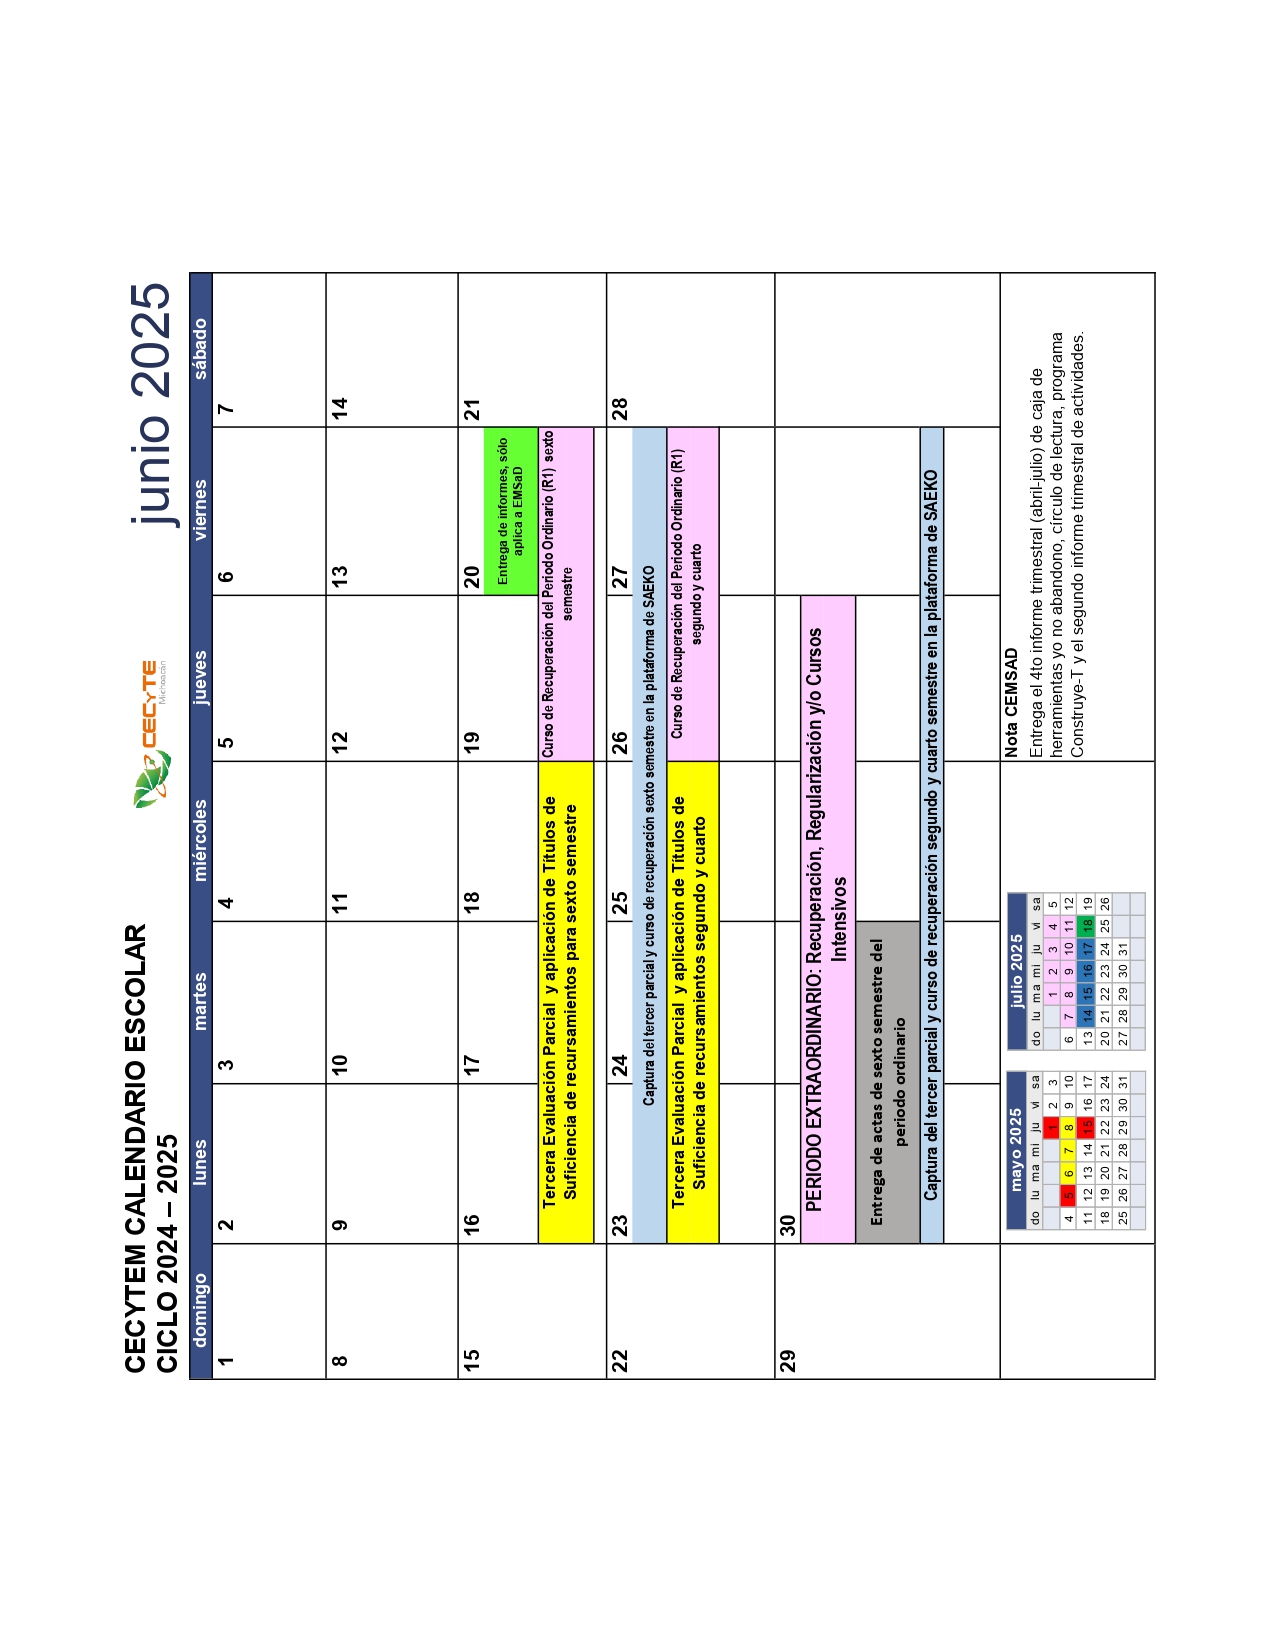 CECYTEM CALENDARIO ESCOLAR
CICLO 2024 – 2025
CECyTE
Michoacán
junio 2025
domingo lunes martes miércoles jueves viernes sábado
1 2 3 4 5 6 7
8 9 10 11 12 13 14
15 16 17 18 19 20 21
Entrega de informes, sólo
aplica a EMSaD
Tercera Evaluación Parcial y aplicación de Títulos de
Suficiencia de recursamientos para sexto semestre
Curso de Recuperación del Periodo Ordinario (R1) sexto
semestre
22 23 24 25 26 27 28
Captura del tercer parcial y curso de recuperación sexto semestre en la plataforma de SAEKO
Tercera Evaluación Parcial y aplicación de Títulos de
Suficiencia de recursamientos segundo y cuarto
Curso de Recuperación del Periodo Ordinario (R1)
segundo y cuarto
29 30
PERIODO EXTRAORDINARIO: Recuperación, Regularización y/o Cursos
Intensivos
Entrega de actas de sexto semestre del
periodo ordinario
Captura del tercer parcial y curso de recuperación segundo y cuarto semestre en la plataforma de SAEKO
mayo 2025
do lu ma mi ju vi sa
1 2 3
4 5 6 7 8 9 10
11 12 13 14 15 16 17
18 19 20 21 22 23 24
25 26 27 28 29 30 31
julio 2025
do lu ma mi ju vi sa
1 2 3 4 5
6 7 8 9 10 11 12
13 14 15 16 17 18 19
20 21 22 23 24 25 26
27 28 29 30 31
Nota CEMSAD
Entrega el 4to informe trimestral (abril-julio) de caja de
herramientas yo no abandono, círculo de lectura, programa
Construye-T y el segundo informe trimestral de actividades.